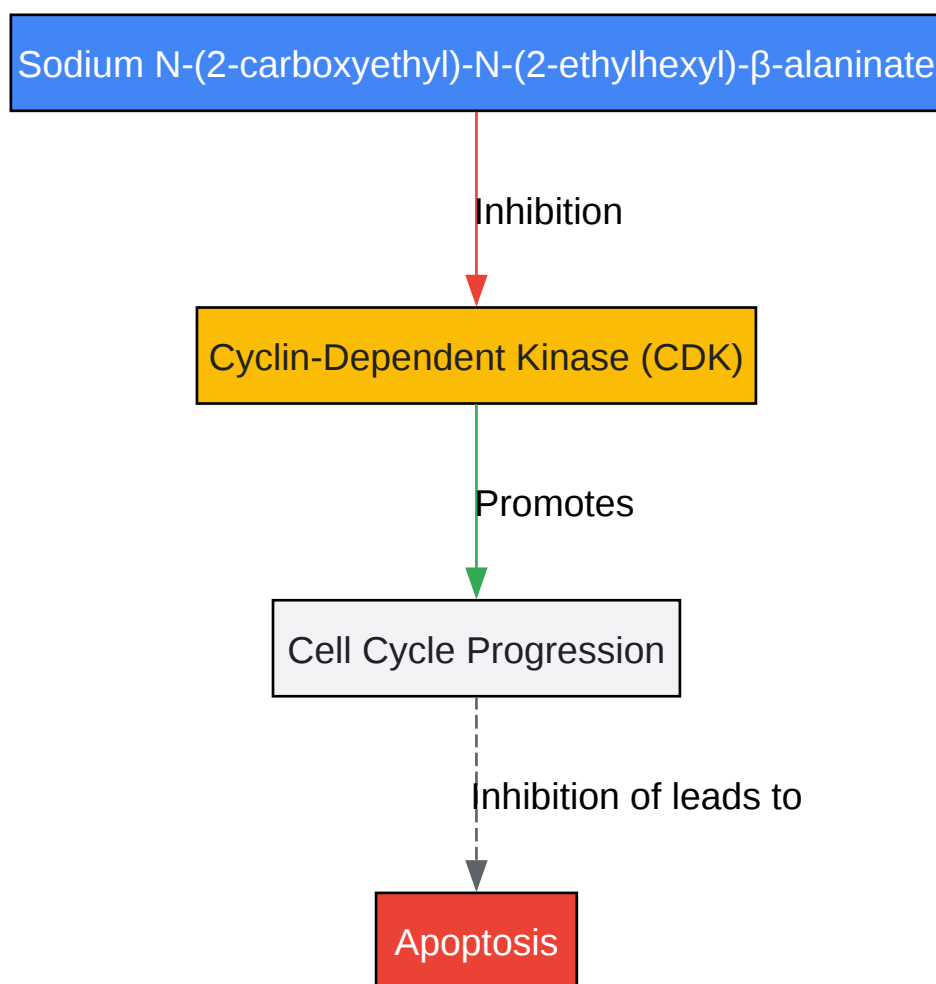 Sodium N-(2-carboxyethyl)-N-(2-ethylhexyl)-β-alaninate
Inhibition
Cyclin-Dependent Kinase (CDK)
Promotes
Cell Cycle Progression
Inhibition of leads to
Apoptosis